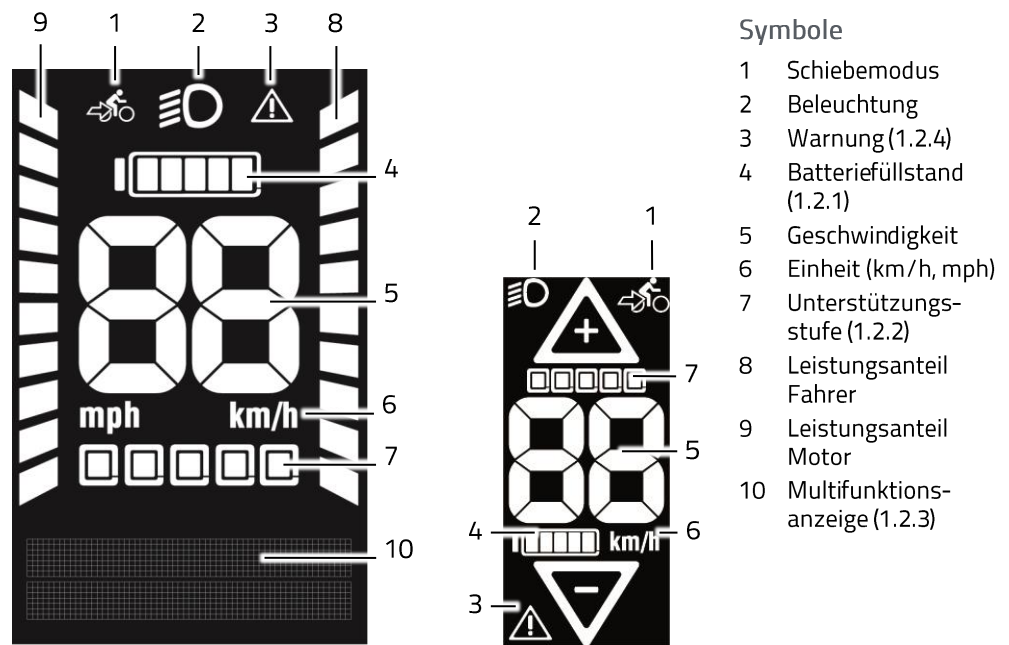 9 1 2 3 8
4
88
5
mph km/h 6
7
10
2 1
+
7
88
5
4 km/h 6
-
3
Symbole
1 Schiebemodus
2 Beleuchtung
3 Warnung (1.2.4)
4 Batteriefüllstand
(1.2.1)
5 Geschwindigkeit
6 Einheit (km/h, mph)
7 Unterstützungs-
stufe (1.2.2)
8 Leistungsanteil
Fahrer
9 Leistungsanteil
Motor
10 Multifunktions-
anzeige (1.2.3)